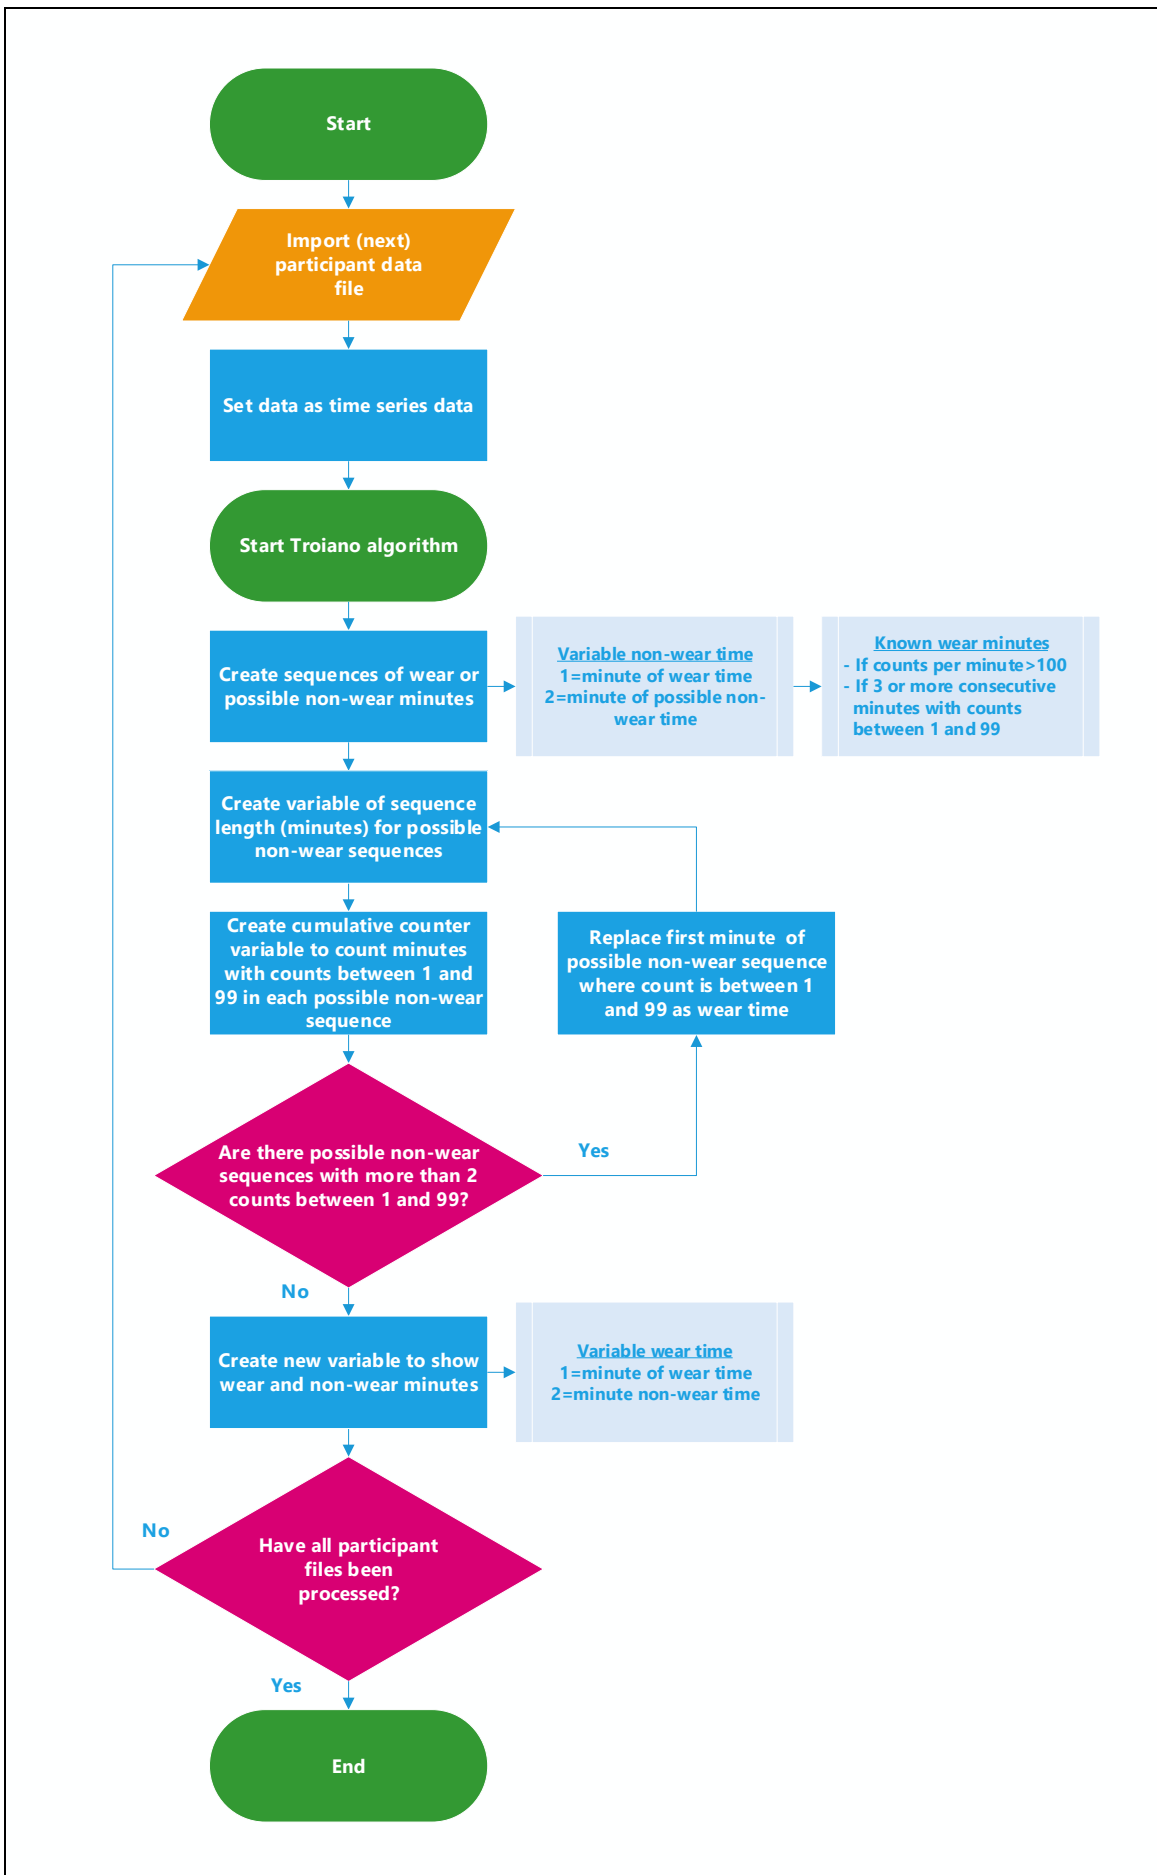 Start
Import (next)
participant data
file
Set data as time series data
Start Troiano algorithm
Create sequences of wear or
possible non-wear minutes
Variable non-wear time
1=minute of wear time
2=minute of possible non-
wear time
Known wear minutes
- If counts per minute>100
- If 3 or more consecutive
minutes with counts
between 1 and 99
Create variable of sequence
length (minutes) for possible
non-wear sequences
Create cumulative counter
variable to count minutes
with counts between 1 and
99 in each possible non-wear
sequence
Replace first minute of
possible non-wear sequence
where count is between 1
and 99 as wear time
Are there possible non-wear
sequences with more than 2
counts between 1 and 99?
Yes
No
Create new variable to show
wear and non-wear minutes
Variable wear time
1=minute of wear time
2=minute non-wear time
Have all participant
files been
processed?
No
Yes
End